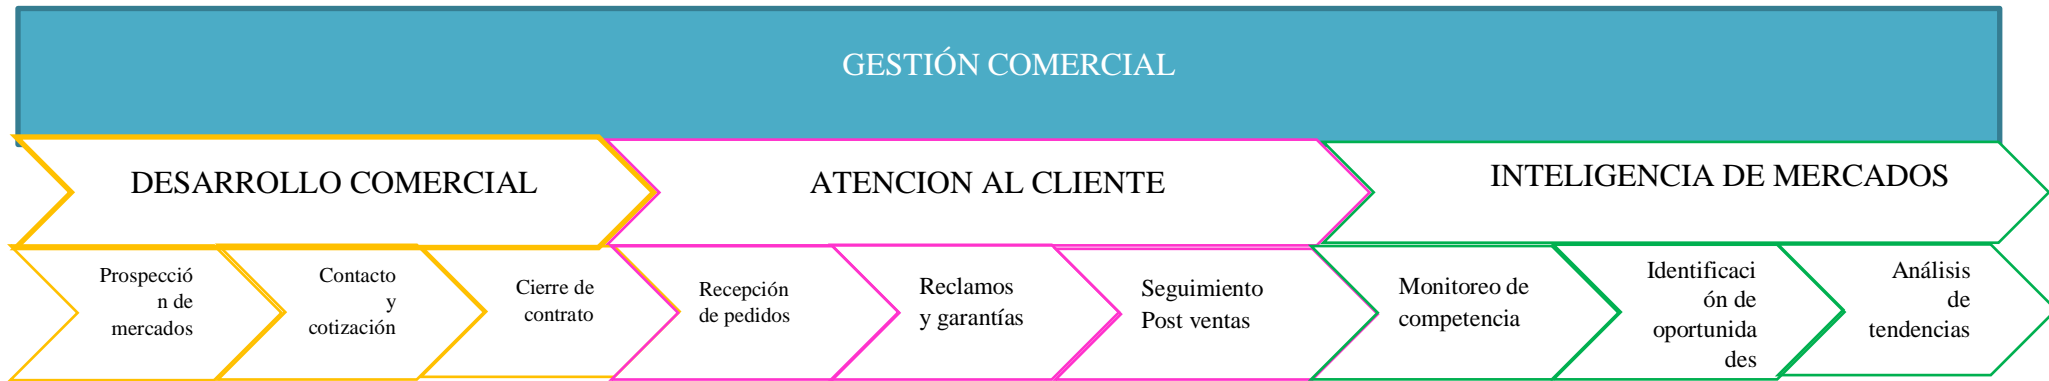 GESTIÓN COMERCIAL
DESARROLLO COMERCIAL
ATENCION AL CLIENTE
INTELIGENCIA DE MERCADOS
Prospecció
n de
mercados
Contacto
y
cotización
Cierre de
contrato
Recepción
de pedidos
Reclamos
y garantías
Seguimiento
Post ventas
Monitoreo de
competencia
Identificaci
ón de
oportunida
des
Análisis
de
tendencias